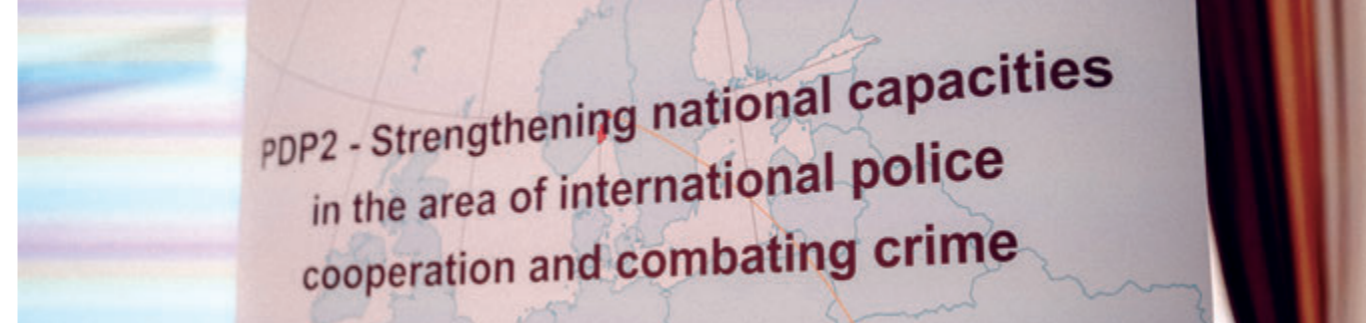 PDP2 - Strengthening national capacities
in the area of international police
cooperation and combating crime